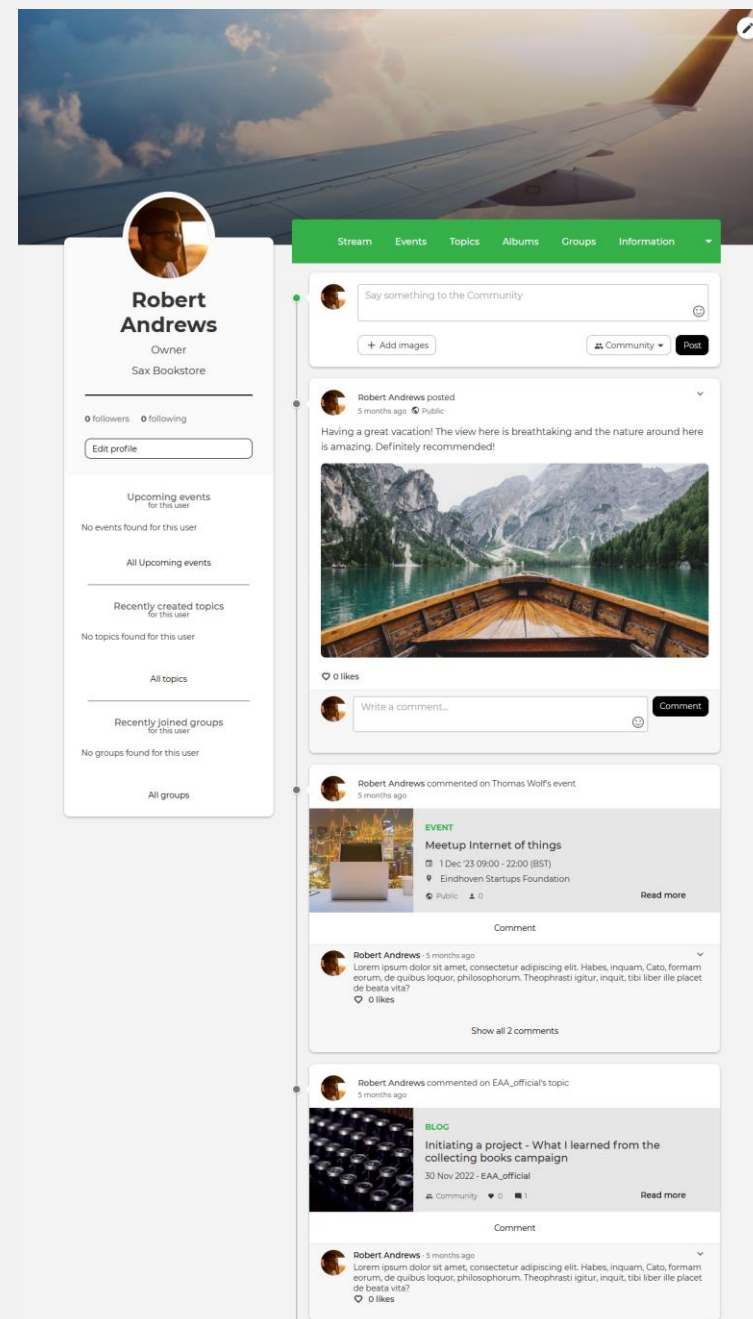 Robert
Andrews
Owner
Sax Bookstore
0 followers 0 following
Edit profile
Upcoming events
for this user
No events found for this user
All Upcoming events
Recently created topics
for this user
No topics found for this user
All topics
Recently joined groups
for this user
No groups found for this user
All groups
Stream Events Topics Albums Groups Information
Say something to the Community
+ Add images
Community
Post
Robert Andrews posted
5 months ago Public
Having a great vacation! The view here is breathtaking and the nature around here
is amazing. Definitely recommended!
0 likes
Write a comment...
Comment
Robert Andrews commented on Thomas Wolf's event
5 months ago
EVENT
Meetup Internet of things
1 Dec '23 09:00 - 22:00 (BST)
Eindhoven Startups Foundation
Public 0
Read more
Comment
Robert Andrews · 5 months ago
Lorem ipsum dolor sit amet, consectetur adipiscing elit. Habes, inquam, Cato, formam
eorum, de quibus loquor, philosophorum. Theophrasti igitur, inquit, tibi liber ille placet
de beata vita?
0 likes
Show all 2 comments
Robert Andrews commented on EAA_official's topic
5 months ago
BLOG
Initiating a project - What I learned from the
collecting books campaign
30 Nov 2022 - EAA_official
Community 0 1
Read more
Comment
Robert Andrews · 5 months ago
Lorem ipsum dolor sit amet, consectetur adipiscing elit. Habes, inquam, Cato, formam
eorum, de quibus loquor, philosophorum. Theophrasti igitur, inquit, tibi liber ille placet
de beata vita?
0 likes